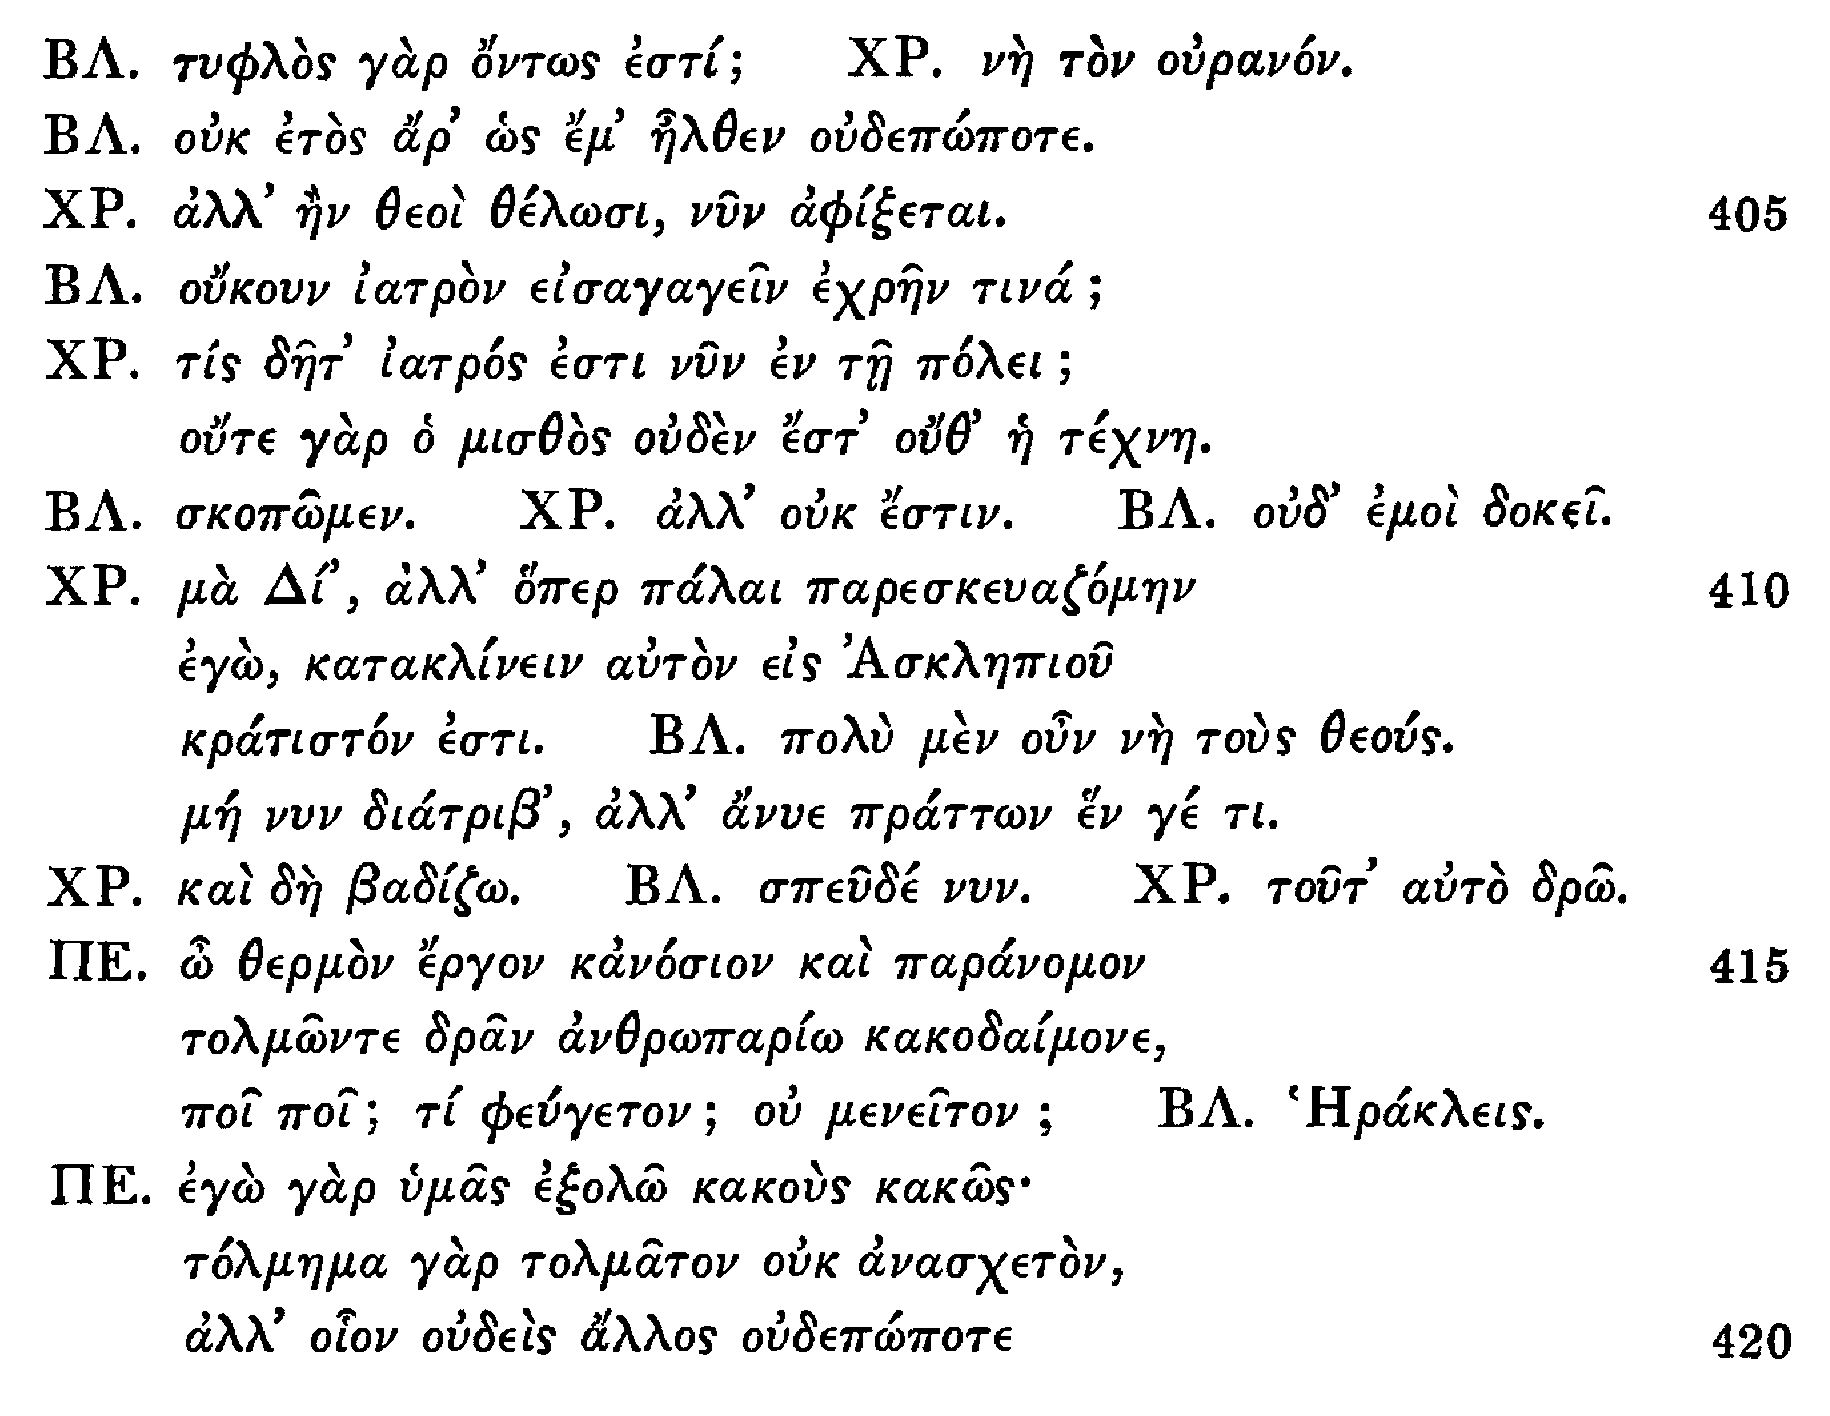 ΒΛ. τυφλὸς γὰρ ὄντως ἐστί; ΧΡ. νὴ τὸν οὐρανόν.
ΒΛ. οὐκ ἐτὸς ἄρ’ ὡς ἔμ’ ἦλθεν οὐδεπώποτε.
ΧΡ. ἀλλ’ ἢν θεοὶ θέλωσι, νῦν ἀφίξεται. 405
ΒΛ. οὔκουν ἰατρὸν εἰσαγαγεῖν ἐχρῆν τινά;
ΧΡ. τίς δῆτ’ ἰατρός ἐστι νῦν ἐν τῇ πόλει;
οὔτε γὰρ ὁ μισθὸς οὐδὲν ἔστ’ οὔθ’ ἡ τέχνη.
ΒΛ. σκοπῶμεν. ΧΡ. ἀλλ’ οὐκ ἔστιν. ΒΛ. οὐδ’ ἐμοὶ δοκεῖ.
ΧΡ. μὰ Δί’, ἀλλ’ ὅπερ πάλαι παρεσκευαζόμην 410
ἐγὼ, κατακλίνειν αὐτὸν εἰς Ἀσκληπιοῦ
κράτιστόν ἐστι. ΒΛ. πολὺ μὲν οὖν νὴ τοὺς θεούς.
μή νυν διάτριβ’, ἀλλ’ ἄνυε πράττων ἕν γέ τι.
ΧΡ. καὶ δὴ βαδίζω. ΒΛ. σπεῦδέ νυν. ΧΡ. τοῦτ’ αὐτὸ δρῶ.
ΠΕ. ὦ θερμὸν ἔργον κἀνόσιον καὶ παράνομον 415
τολμῶντε δρᾶν ἀνθρωπαρίω κακοδαίμονε,
ποῖ ποῖ; τί φεύγετον; οὐ μενεῖτον; ΒΛ. Ἡράκλεις.
ΠΕ. ἐγὼ γὰρ ὑμᾶς ἐξολῶ κακοὺς κακῶς·
τόλμημα γὰρ τολμᾶτον οὐκ ἀνασχετὸν,
ἀλλ’ οἷον οὐδεὶς ἄλλος οὐδεπώποτε 420